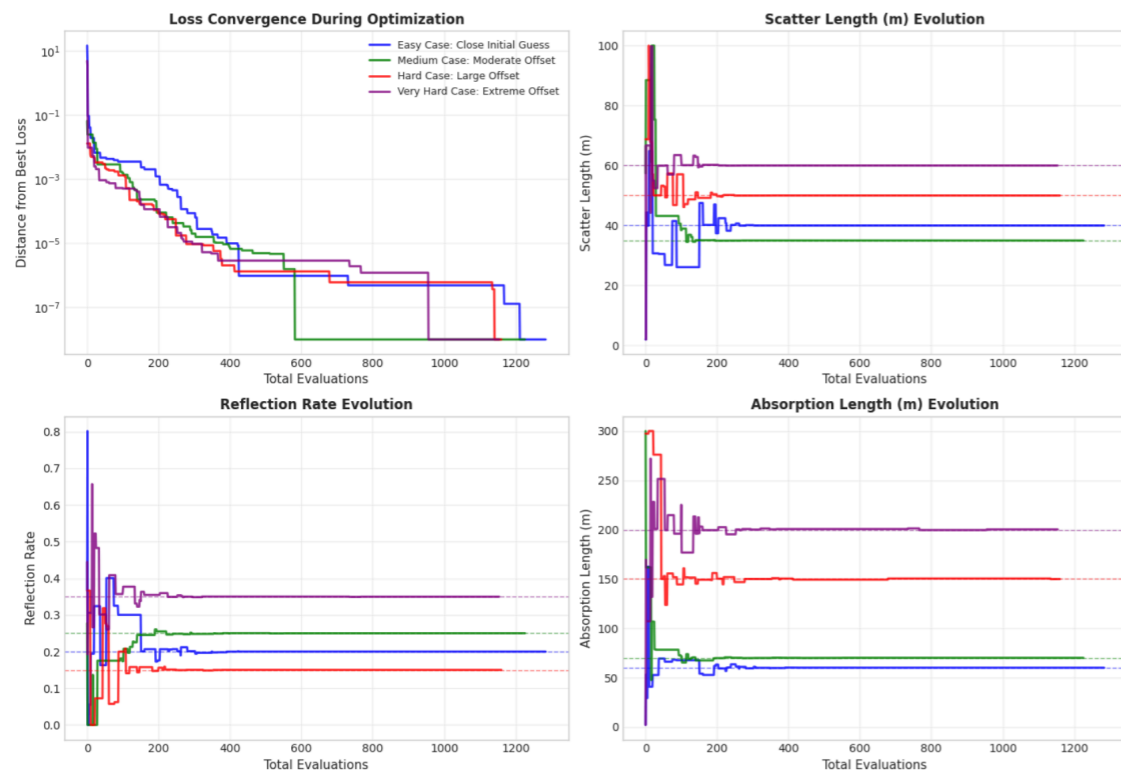 Loss Convergence During Optimization
Distance from Best Loss
10^1
10^-1
10^-3
10^-5
10^-7
Easy Case: Close Initial Guess
Medium Case: Moderate Offset
Hard Case: Large Offset
Very Hard Case: Extreme Offset
0 200 400 600 800 1000 1200
Total Evaluations
Scatter Length (m) Evolution
Scatter Length (m)
100
80
60
40
20
0
0 200 400 600 800 1000 1200
Total Evaluations
Reflection Rate Evolution
Reflection Rate
0.8
0.7
0.6
0.5
0.4
0.3
0.2
0.1
0.0
0 200 400 600 800 1000 1200
Total Evaluations
Absorption Length (m) Evolution
Absorption Length (m)
300
250
200
150
100
50
0
0 200 400 600 800 1000 1200
Total Evaluations